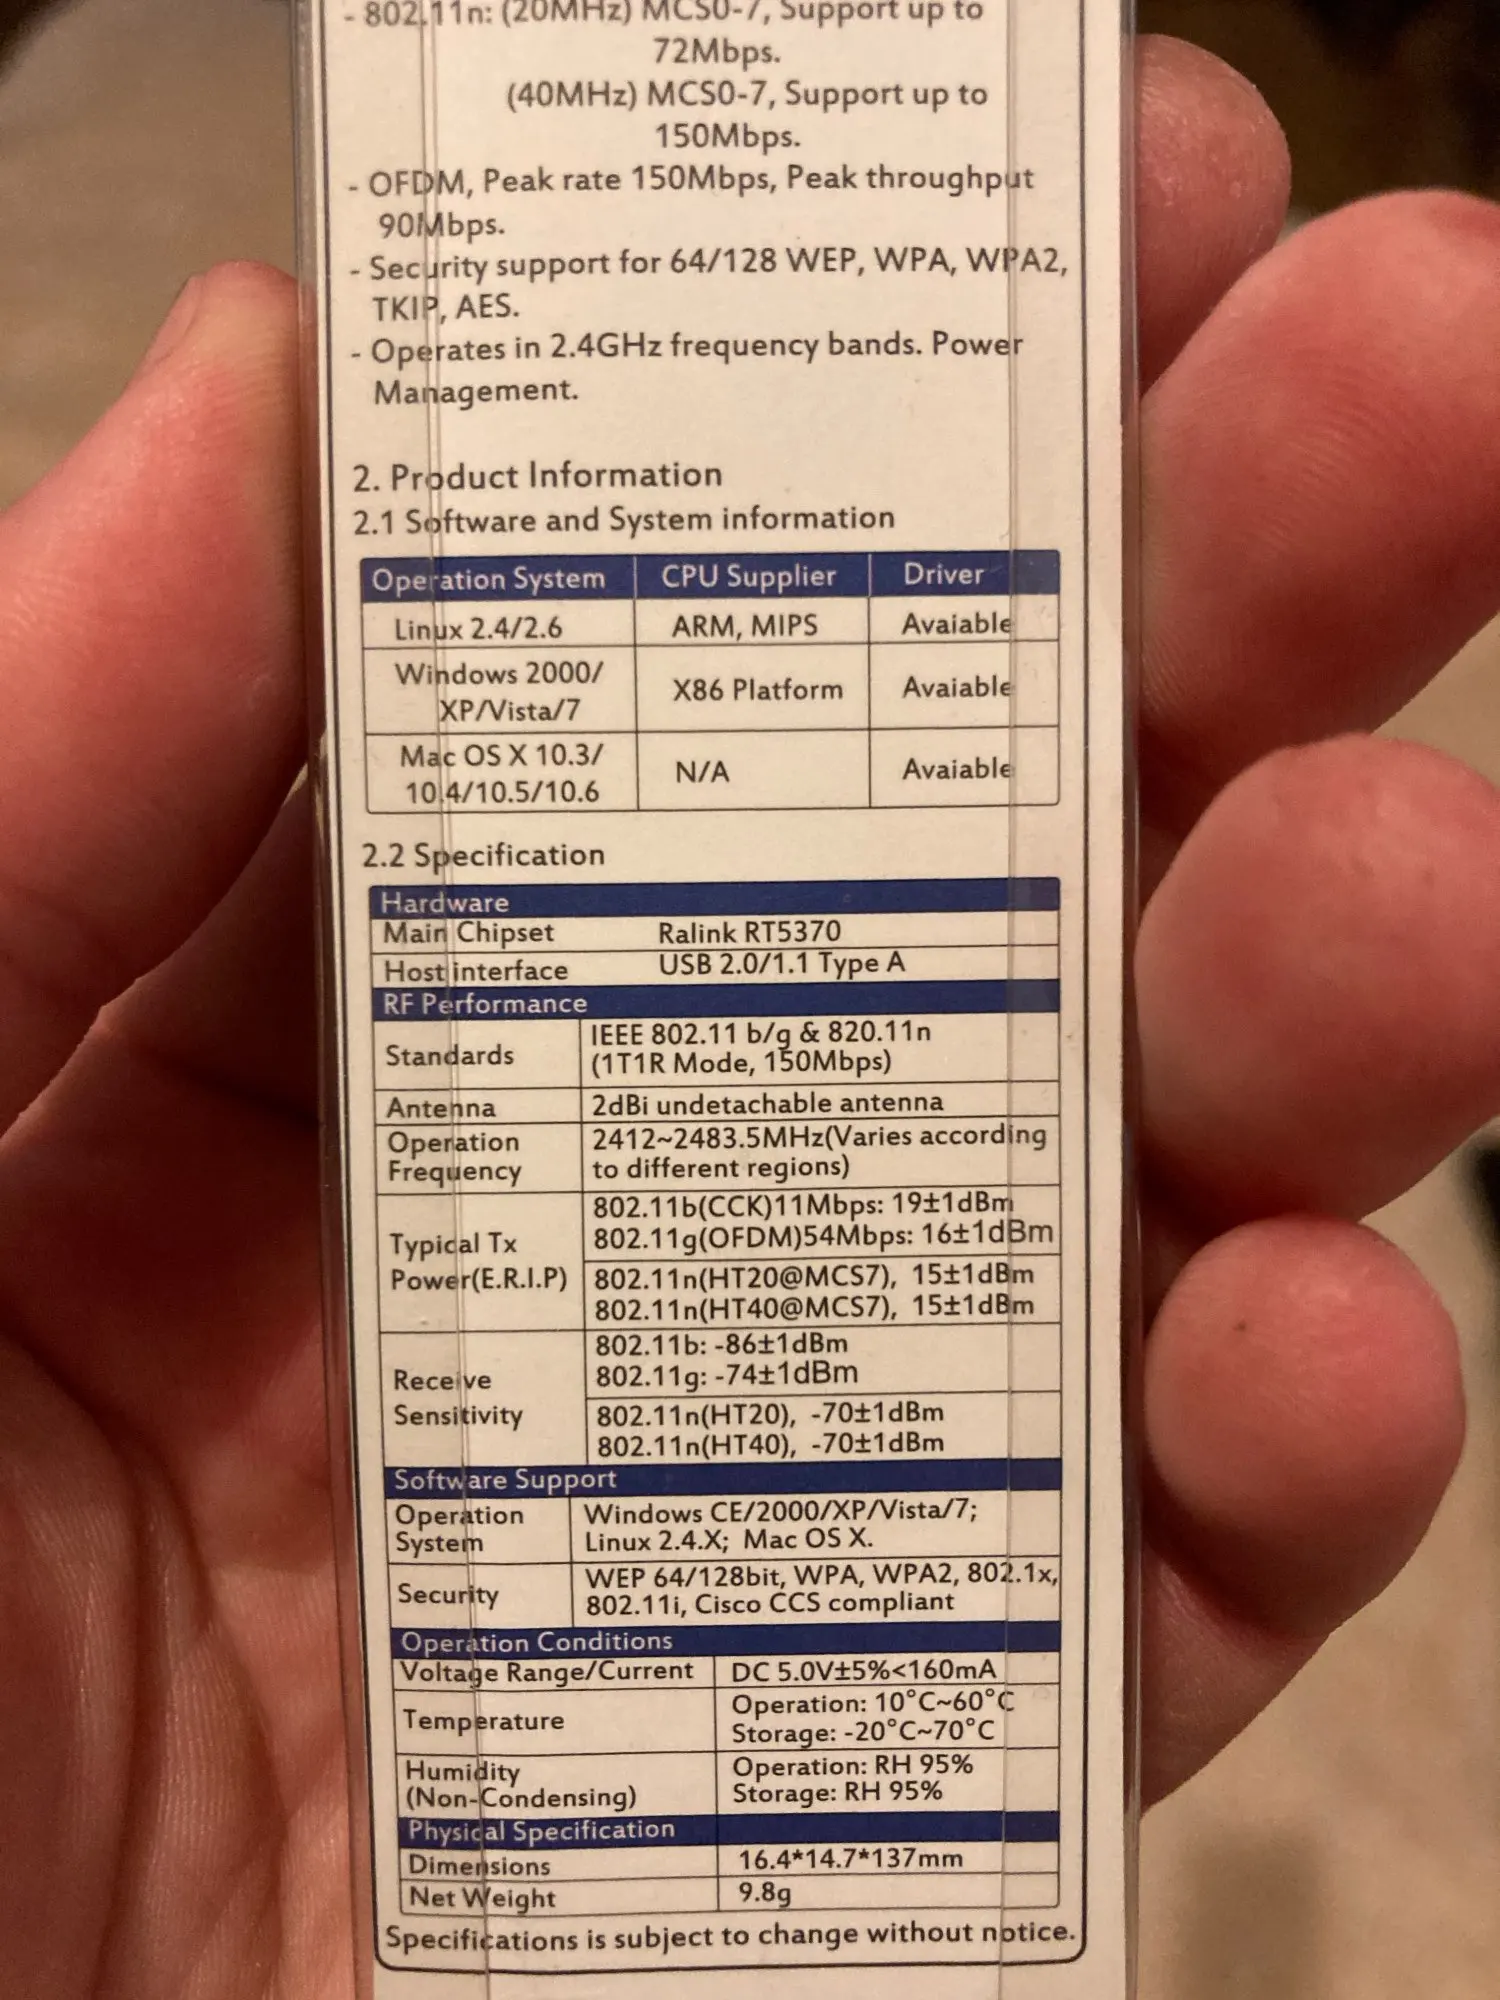 - 802.11n: (20MHz) MCS0-7, Support up to
72Mbps.
(40MHz) MCS0-7, Support up to
150Mbps.
- OFDM, Peak rate 150Mbps, Peak throughput
90Mbps.
- Security support for 64/128 WEP, WPA, WPA2,
TKIP, AES.
- Operates in 2.4GHz frequency bands. Power
Management.
2. Product Information
2.1 Software and System information
Operation System CPU Supplier Driver
Linux 2.4/2.6 ARM, MIPS Avaiable
Windows 2000/
XP/Vista/7 X86 Platform Avaiable
Mac OS X 10.3/
10.4/10.5/10.6 N/A Avaiable
2.2 Specification
Hardware
Main Chipset Ralink RT5370
Host interface USB 2.0/1.1 Type A
RF Performance
Standards IEEE 802.11 b/g & 820.11n
(1T1R Mode, 150Mbps)
Antenna 2dBi undetachable antenna
Operation Frequency 2412~2483.5MHz(Varies according
to different regions)
Typical Tx Power(E.R.I.P) 802.11b(CCK)11Mbps: 19±1dBm
802.11g(OFDM)54Mbps: 16±1dBm
802.11n(HT20@MCS7), 15±1dBm
802.11n(HT40@MCS7), 15±1dBm
Receive Sensitivity 802.11b: -86±1dBm
802.11g: -74±1dBm
802.11n(HT20), -70±1dBm
802.11n(HT40), -70±1dBm
Software Support
Operation System Windows CE/2000/XP/Vista/7;
Linux 2.4.X; Mac OS X.
Security WEP 64/128bit, WPA, WPA2, 802.1x,
802.11i, Cisco CCS compliant
Operation Conditions
Voltage Range/Current DC 5.0V±5%<160mA
Temperature Operation: 10°C~60°C
Storage: -20°C~70°C
Humidity (Non-Condensing) Operation: RH 95%
Storage: RH 95%
Physical Specification
Dimensions 16.4*14.7*137mm
Net Weight 9.8g
Specifications is subject to change without notice.